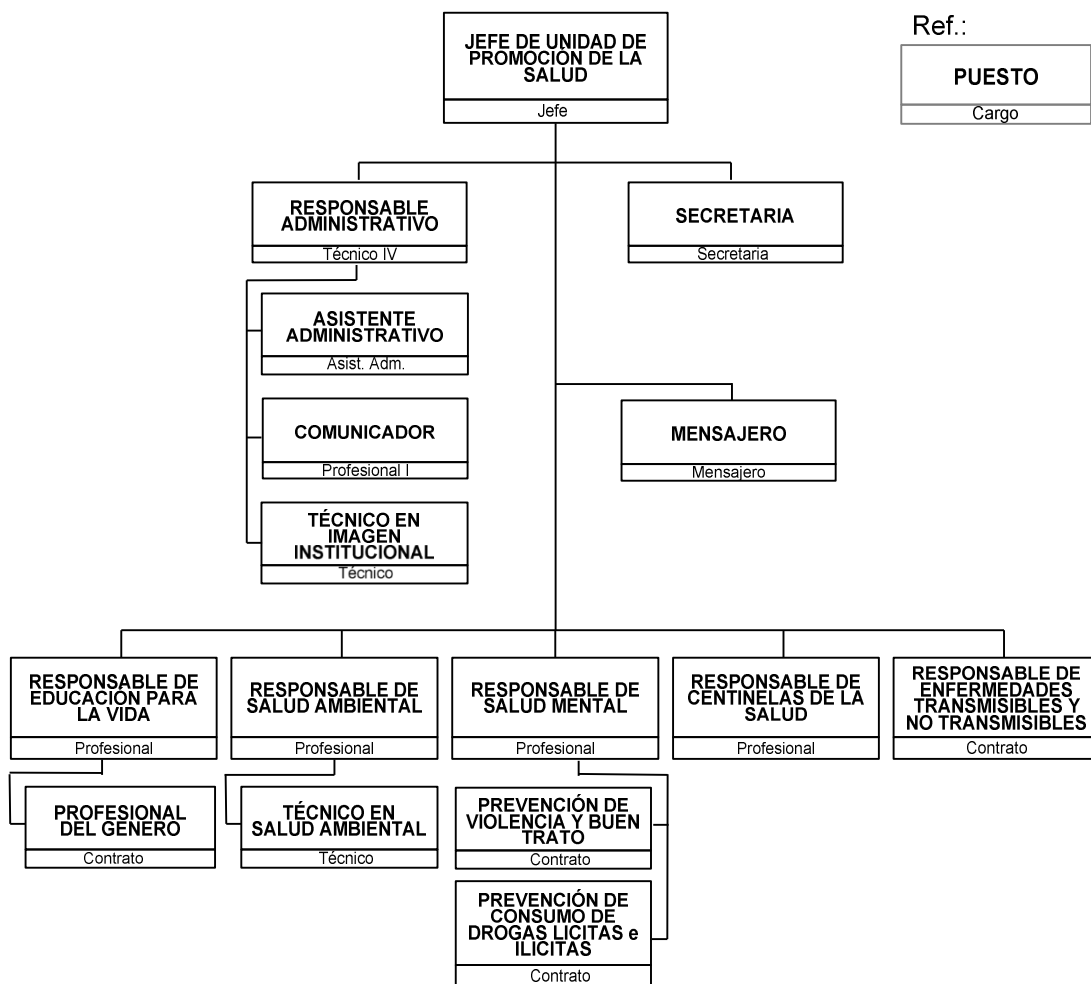 JEFE DE UNIDAD DE
PROMOCIÓN DE LA
SALUD
Jefe
Ref.:
PUESTO
Cargo
RESPONSABLE
ADMINISTRATIVO
Técnico IV
SECRETARIA
Secretaria
ASISTENTE
ADMINISTRATIVO
Asist. Adm.
COMUNICADOR
Profesional I
MENSAJERO
Mensajero
TÉCNICO EN
IMAGEN
INSTITUCIONAL
Técnico
RESPONSABLE DE
EDUCACIÓN PARA
LA VIDA
Profesional
RESPONSABLE DE
SALUD AMBIENTAL
Profesional
RESPONSABLE DE
SALUD MENTAL
Profesional
RESPONSABLE DE
CENTINELAS DE LA
SALUD
Profesional
RESPONSABLE DE
ENFERMEDADES
TRANSMISIBLES Y
NO TRANSMISIBLES
Contrato
PROFESIONAL
DEL GENERO
Contrato
TÉCNICO EN
SALUD AMBIENTAL
Técnico
PREVENCIÓN DE
VIOLENCIA Y BUEN
TRATO
Contrato
PREVENCIÓN DE
CONSUMO DE
DROGAS LICITAS e
ILICITAS
Contrato